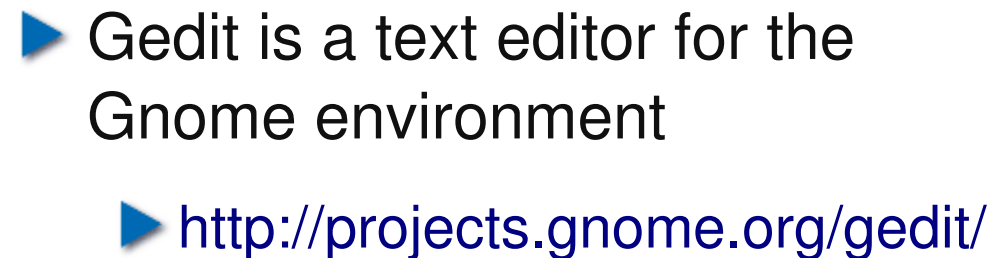 Gedit is a text editor for the
Gnome environment
http://projects.gnome.org/gedit/